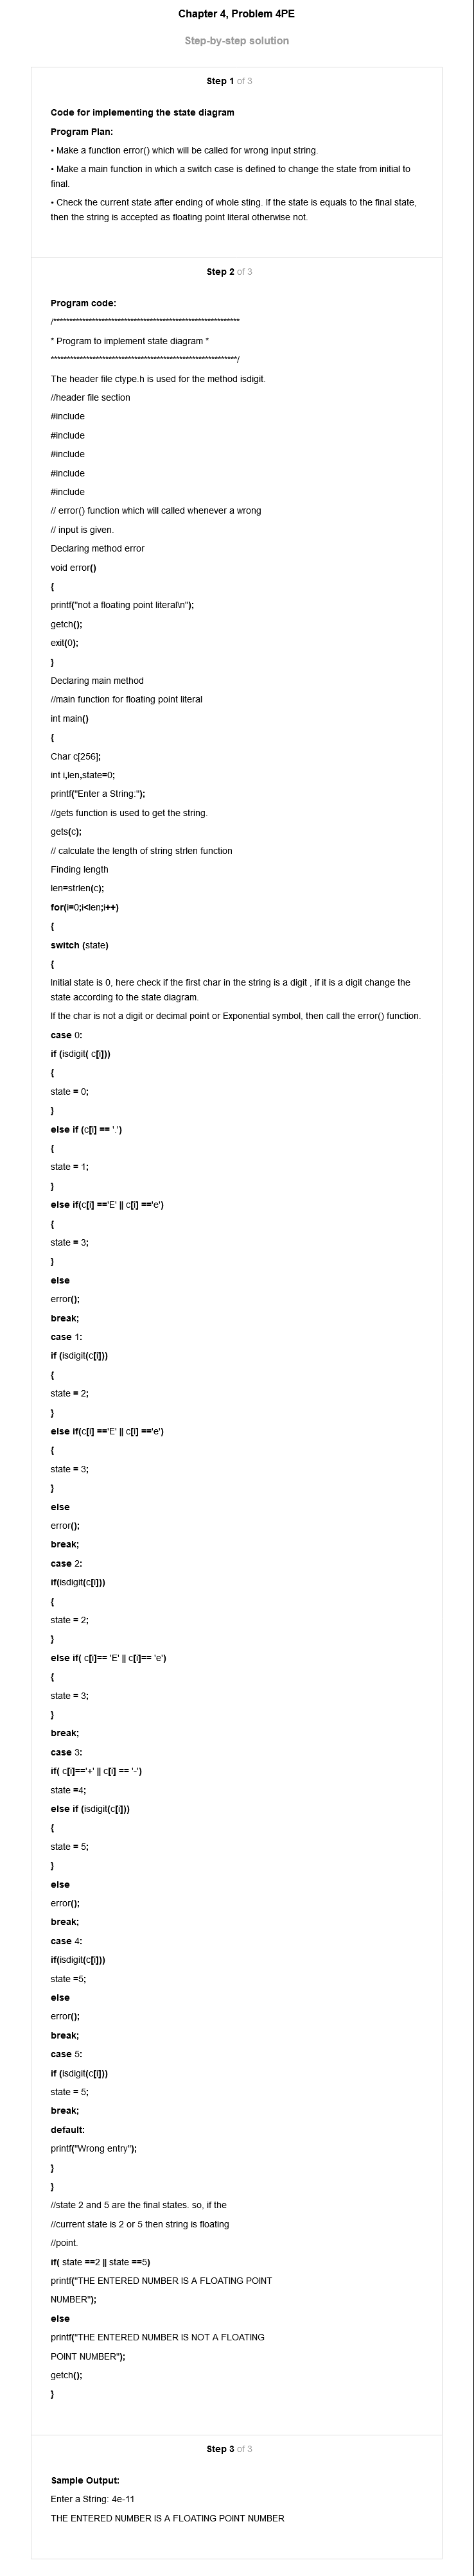 Chapter 4, Problem 4PE
Step-by-step solution
Step 1 of 3
Code for implementing the state diagram
Program Plan:
• Make a function error() which will be called for wrong input string.
• Make a main function in which a switch case is defined to change the state from initial to
final.
• Check the current state after ending of whole sting. If the state is equals to the final state,
then the string is accepted as floating point literal otherwise not.
Step 2 of 3
Program code:
/**********************************************************
* Program to implement state diagram *
**********************************************************/
The header file ctype.h is used for the method isdigit.
//header file section
#include
#include
#include
#include
#include
// error() function which will called whenever a wrong
// input is given.
Declaring method error
void error()
{
printf("not a floating point literal\n");
getch();
exit(0);
}
Declaring main method
//main function for floating point literal
int main()
{
Char c[256];
int i,len,state=0;
printf("Enter a String:");
//gets function is used to get the string.
gets(c);
// calculate the length of string strlen function
Finding length
len=strlen(c);
for(i=0;i<len;i++)
{
switch (state)
{
Initial state is 0, here check if the first char in the string is a digit , if it is a digit change the
state according to the state diagram.
If the char is not a digit or decimal point or Exponential symbol, then call the error() function.
case 0:
if (isdigit( c[i]))
{
state = 0;
}
else if (c[i] == '.')
{
state = 1;
}
else if(c[i] =='E' || c[i] =='e')
{
state = 3;
}
else
error();
break;
case 1:
if (isdigit(c[i]))
{
state = 2;
}
else if(c[i] =='E' || c[i] =='e')
{
state = 3;
}
else
error();
break;
case 2:
if(isdigit(c[i]))
{
state = 2;
}
else if( c[i]== 'E' || c[i]== 'e')
{
state = 3;
}
break;
case 3:
if( c[i]=='+' || c[i] == '-')
state =4;
else if (isdigit(c[i]))
{
state = 5;
}
else
error();
break;
case 4:
if(isdigit(c[i]))
state =5;
else
error();
break;
case 5:
if (isdigit(c[i]))
state = 5;
break;
default:
printf("Wrong entry");
}
}
//state 2 and 5 are the final states. so, if the
//current state is 2 or 5 then string is floating
//point.
if( state ==2 || state ==5)
printf("THE ENTERED NUMBER IS A FLOATING POINT
NUMBER");
else
printf("THE ENTERED NUMBER IS NOT A FLOATING
POINT NUMBER");
getch();
}
Step 3 of 3
Sample Output:
Enter a String: 4e-11
THE ENTERED NUMBER IS A FLOATING POINT NUMBER